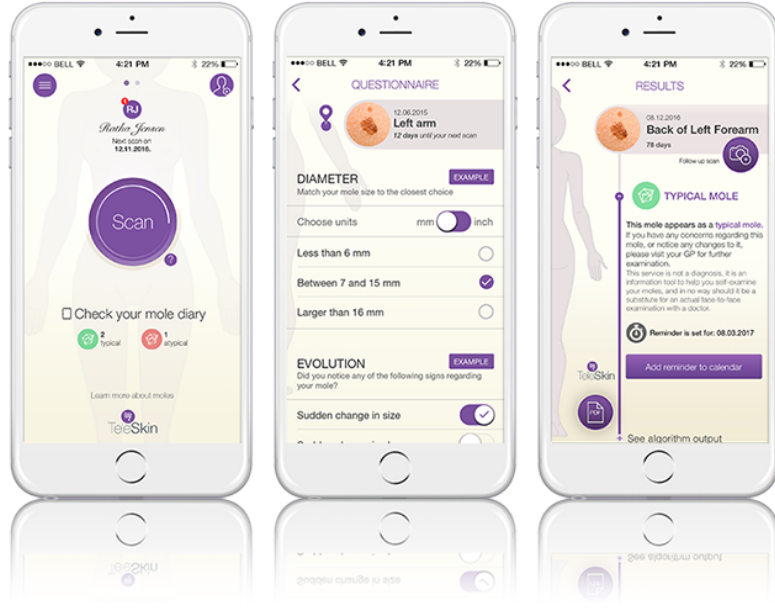 ●●●○○ BELL 4:21 PM 22%
1
RJ
Ratha Jensen
Next scan on
12.11.2016.
Scan
?
Check your mole diary
2
typical
1
atypical
Learn more about moles
TeleSkin
●●●○○ BELL 4:21 PM 22%
QUESTIONNAIRE
12.06.2015
Left arm
12 days until your next scan
DIAMETER EXAMPLE
Match your mole size to the closest choice
Choose units mm inch
Less than 6 mm
Between 7 and 15 mm
Larger than 16 mm
EVOLUTION EXAMPLE
Did you notice any of the following signs regarding
your mole?
Sudden change in size
●●●○○ BELL 4:21 PM 22%
RESULTS
08.12.2016
Back of Left Forearm
78 days
Follow up scan
TYPICAL MOLE
This mole appears as a typical mole.
If you have any concerns regarding this
mole, or notice any changes to it,
please visit your GP for further
examination.
This service is not a diagnosis, it is an
information tool to help you self-examine
your moles, and in no way should it be a
substitute for an actual face-to-face
examination with a doctor.
Reminder is set for: 08.03.2017
Add reminder to calendar
TeleSkin
PDF
+ See algorithm output